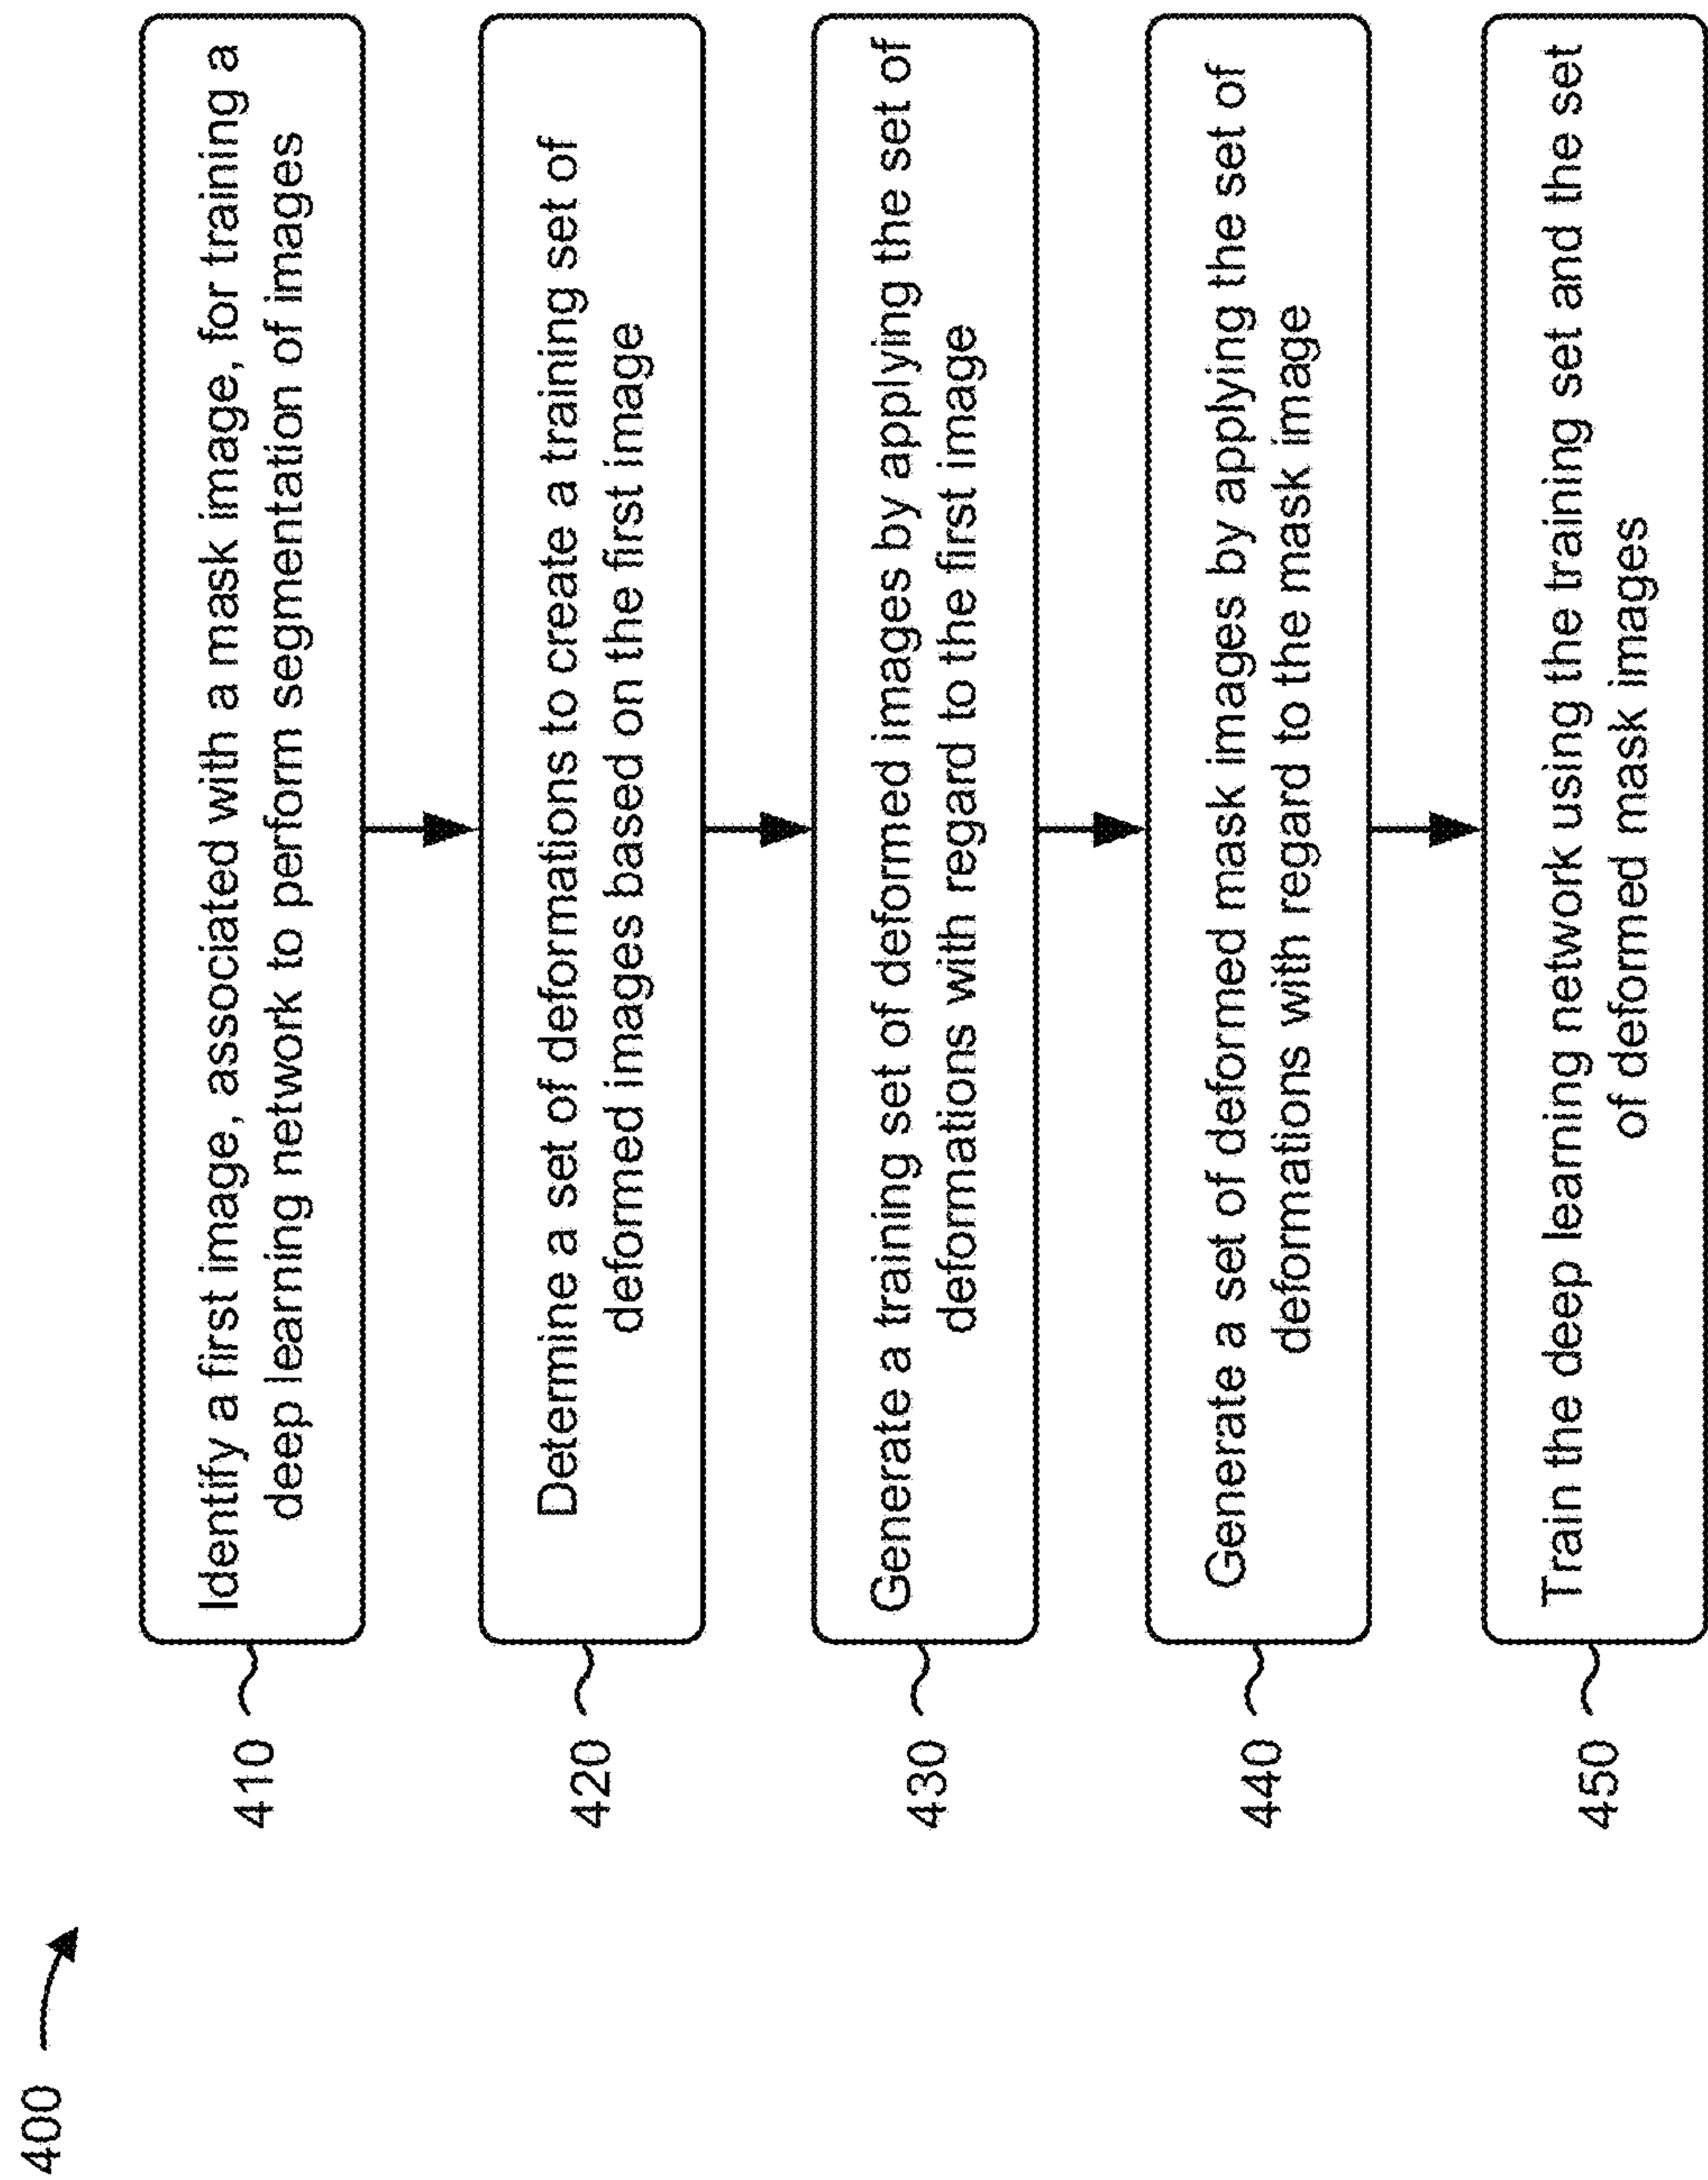 400
410
Identify a first image, associated with a mask image, for training a
deep learning network to perform segmentation of images
420
Determine a set of deformations to create a training set of
deformed images based on the first image
430
Generate a training set of deformed images by applying the set of
deformations with regard to the first image
440
Generate a set of deformed mask images by applying the set of
deformations with regard to the mask image
450
Train the deep learning network using the training set and the set
of deformed mask images